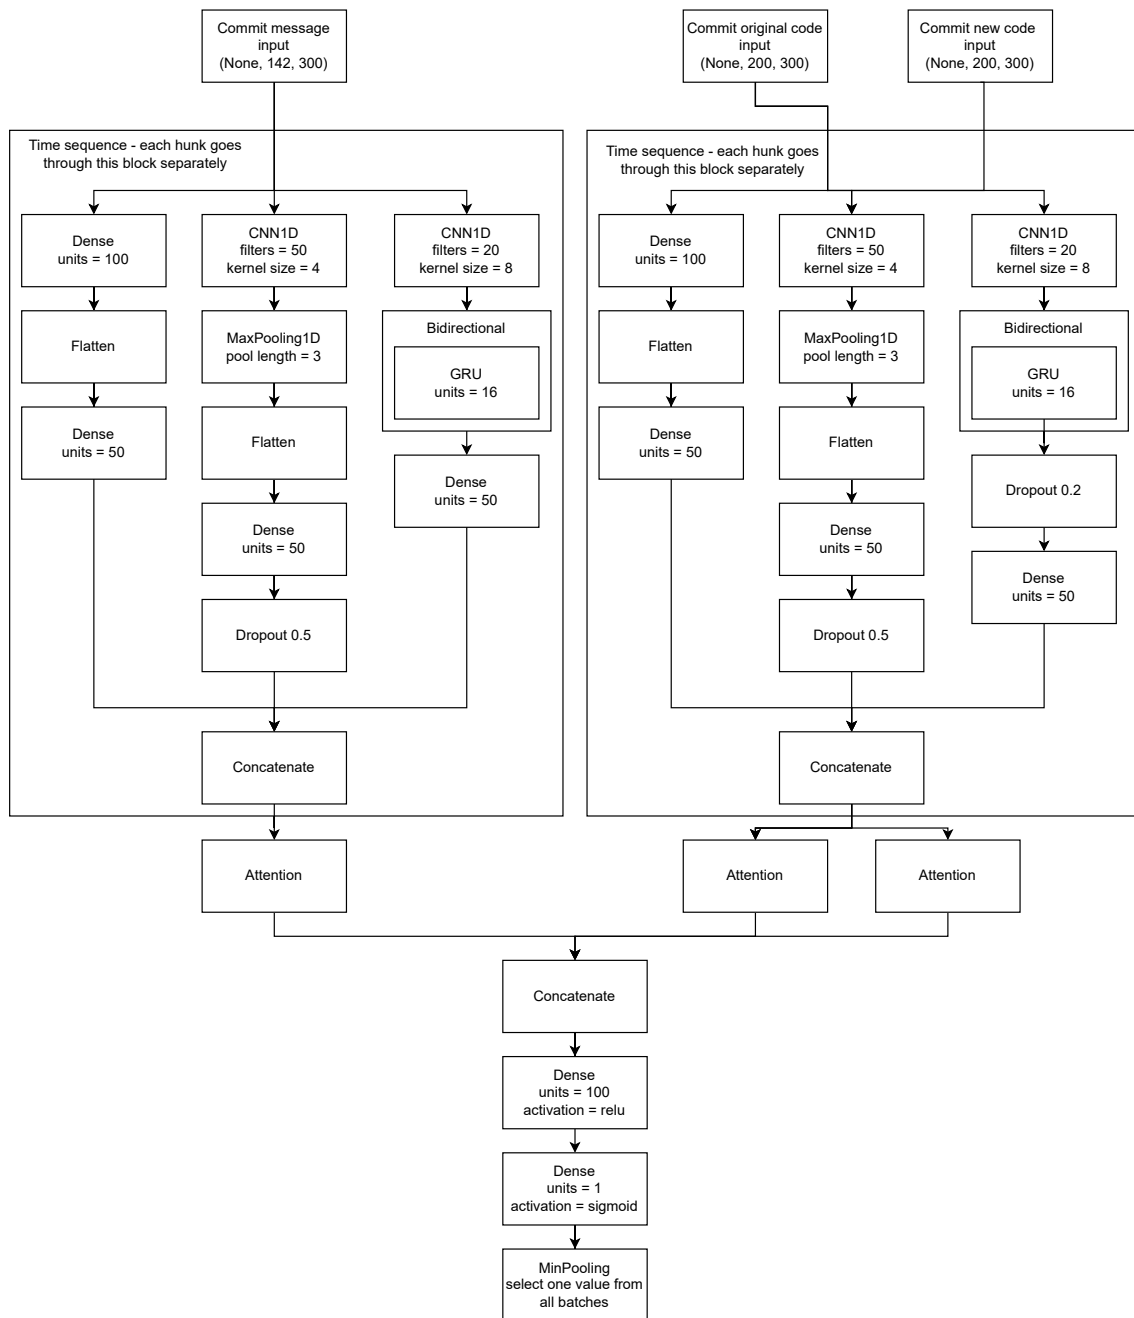 Commit message
input
(None, 142, 300)
Commit original code
input
(None, 200, 300)
Commit new code
input
(None, 200, 300)
Time sequence - each hunk goes
through this block separately
Dense
units = 100
Flatten
Dense
units = 50
CNN1D
filters = 50
kernel size = 4
MaxPooling1D
pool length = 3
Flatten
Dense
units = 50
Dropout 0.5
CNN1D
filters = 20
kernel size = 8
Bidirectional
GRU
units = 16
Dense
units = 50
Concatenate
Attention
Time sequence - each hunk goes
through this block separately
Dense
units = 100
Flatten
Dense
units = 50
CNN1D
filters = 50
kernel size = 4
MaxPooling1D
pool length = 3
Flatten
Dense
units = 50
Dropout 0.5
CNN1D
filters = 20
kernel size = 8
Bidirectional
GRU
units = 16
Dropout 0.2
Dense
units = 50
Concatenate
Attention
Attention
Concatenate
Dense
units = 100
activation = relu
Dense
units = 1
activation = sigmoid
MinPooling
select one value from
all batches